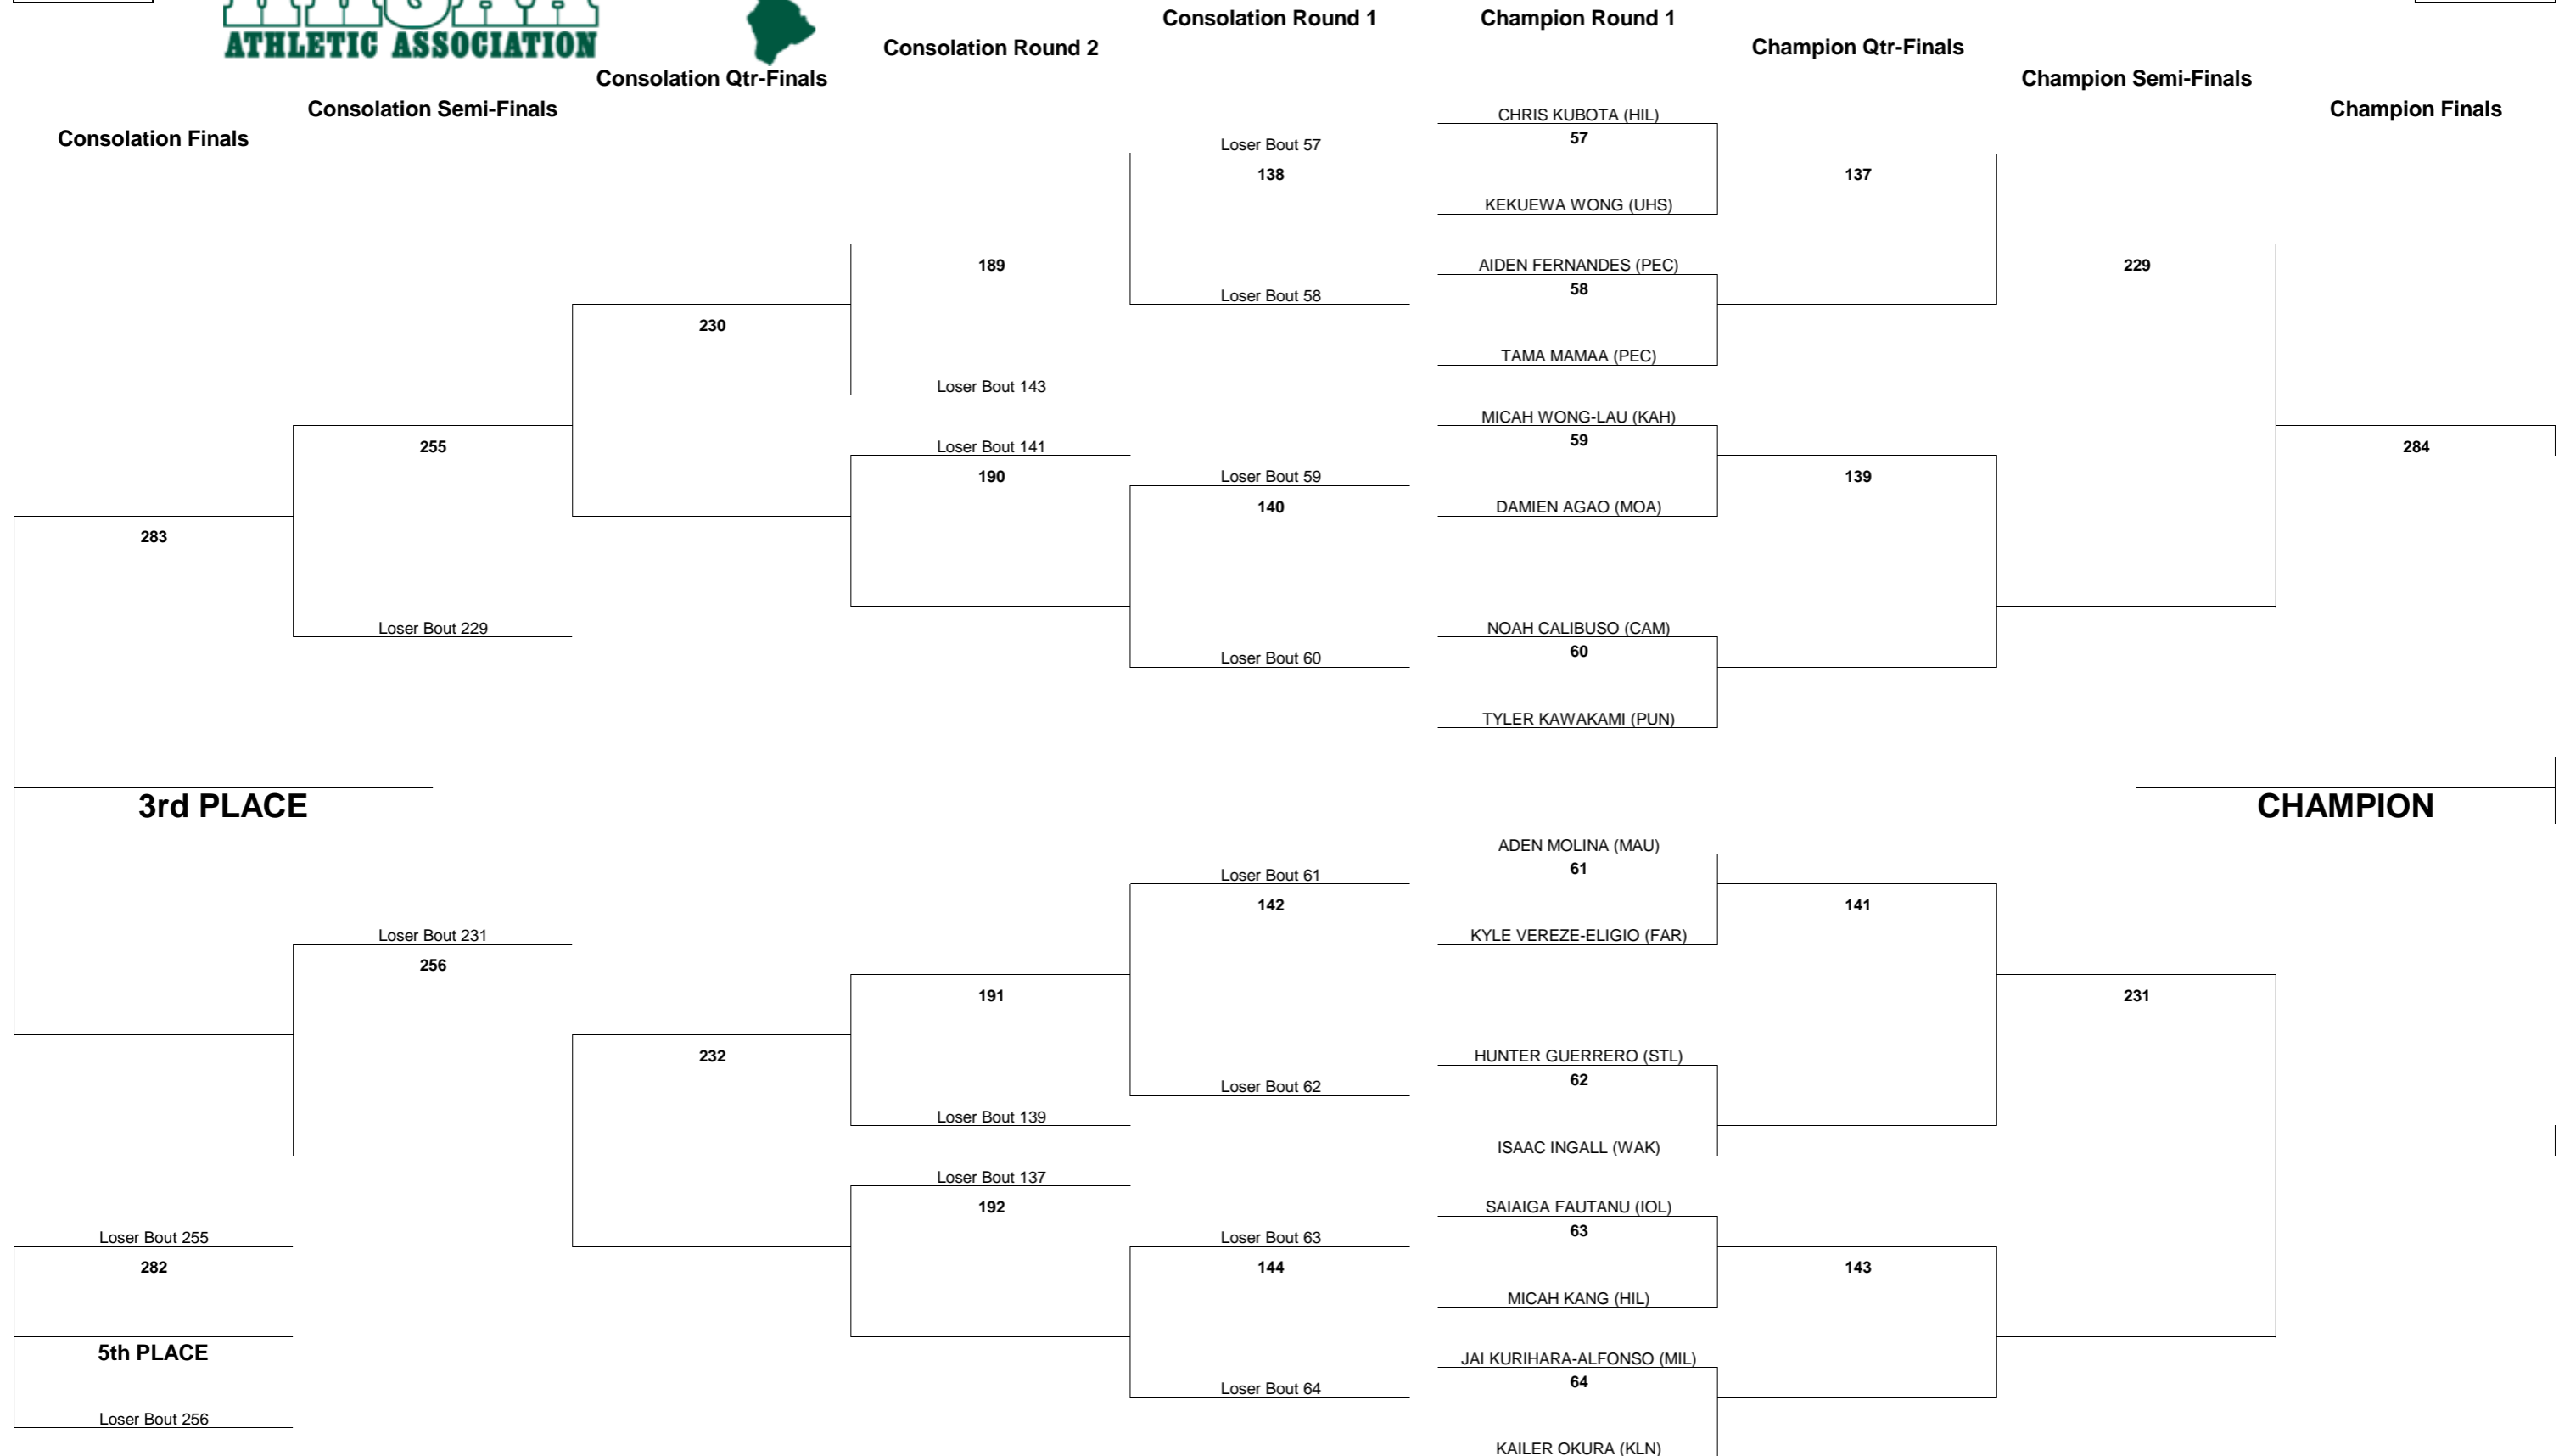 ATHLETIC ASSOCIATION
Consolation Round 1
Champion Round 1
Consolation Round 2
Champion Qtr-Finals
Consolation Qtr-Finals
Champion Semi-Finals
Consolation Semi-Finals
Champion Finals
Consolation Finals
CHRIS KUBOTA (HIL)
57
Loser Bout 57
138
137
KEKUEWA WONG (UHS)
189
AIDEN FERNANDES (PEC)
229
58
Loser Bout 58
230
TAMA MAMAA (PEC)
Loser Bout 143
MICAH WONG-LAU (KAH)
59
255
Loser Bout 141
284
190
Loser Bout 59
139
140
DAMIEN AGAO (MOA)
283
Loser Bout 229
NOAH CALIBUSO (CAM)
60
Loser Bout 60
TYLER KAWAKAMI (PUN)
3rd PLACE
CHAMPION
ADEN MOLINA (MAU)
61
Loser Bout 61
142
141
Loser Bout 231
KYLE VEREZE-ELIGIO (FAR)
256
191
231
232
HUNTER GUERRERO (STL)
62
Loser Bout 62
Loser Bout 139
ISAAC INGALL (WAK)
Loser Bout 137
192
SAIAIGA FAUTANU (IOL)
63
Loser Bout 255
Loser Bout 63
282
144
143
MICAH KANG (HIL)
5th PLACE
JAI KURIHARA-ALFONSO (MIL)
64
Loser Bout 64
Loser Bout 256
KAILER OKURA (KLN)